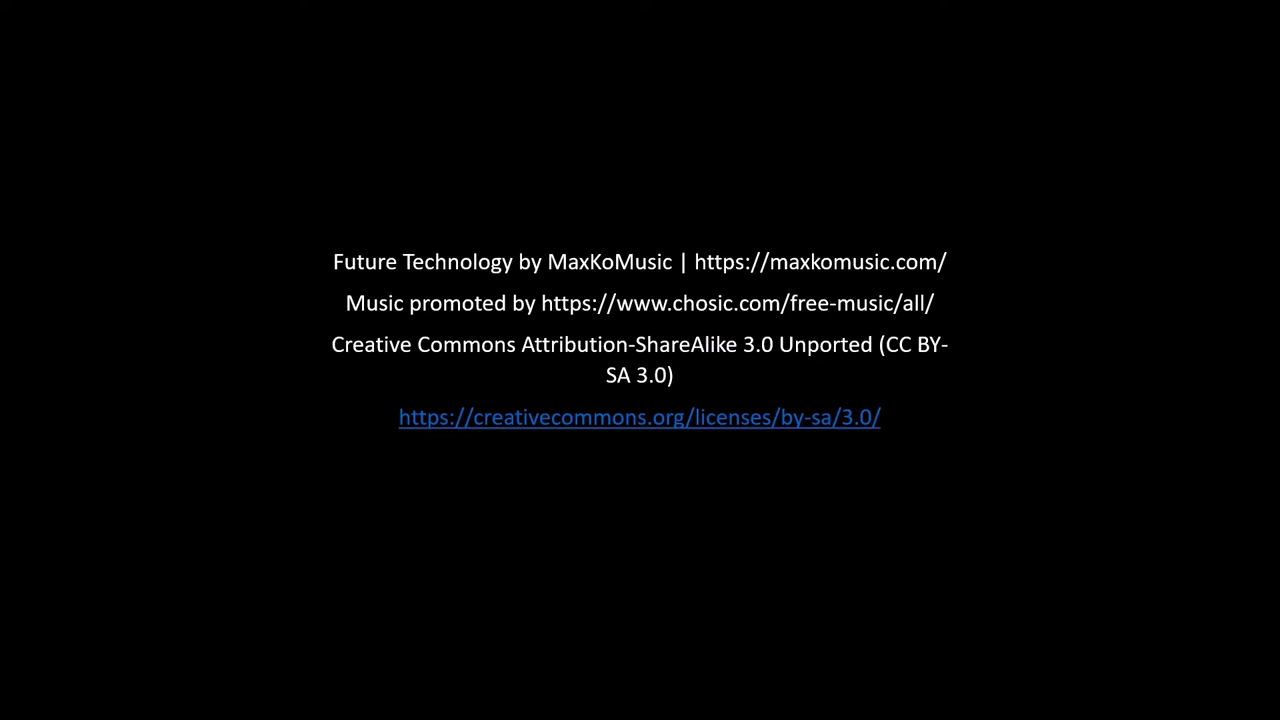 Future Technology by MaxKoMusic | https://maxkomusic.com/
Music promoted by https://www.chosic.com/free-music/all/
Creative Commons Attribution-ShareAlike 3.0 Unported (CC BY-
SA 3.0)
https://creativecommons.org/licenses/by-sa/3.0/